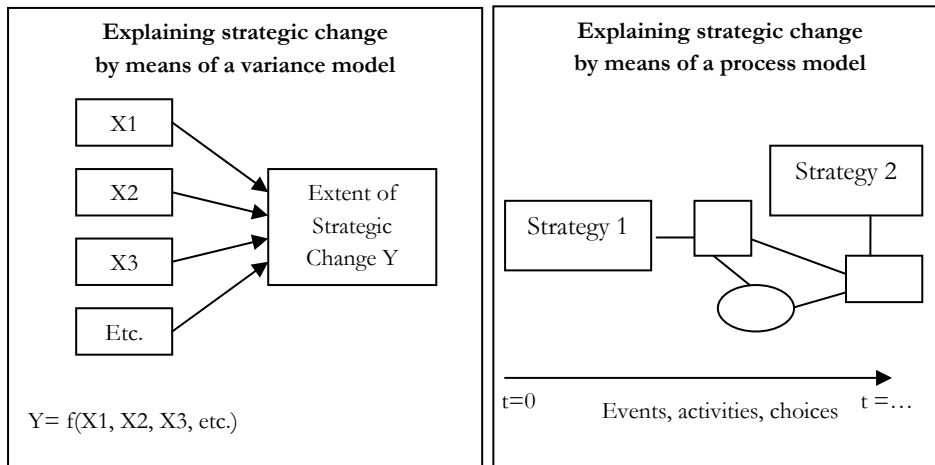 Explaining strategic change
by means of a variance model
X1
X2
X3
Etc.
Extent of
Strategic
Change Y
Y= f(X1, X2, X3, etc.)
Explaining strategic change
by means of a process model
Strategy 1
Strategy 2
t=0
Events, activities, choices
t =…